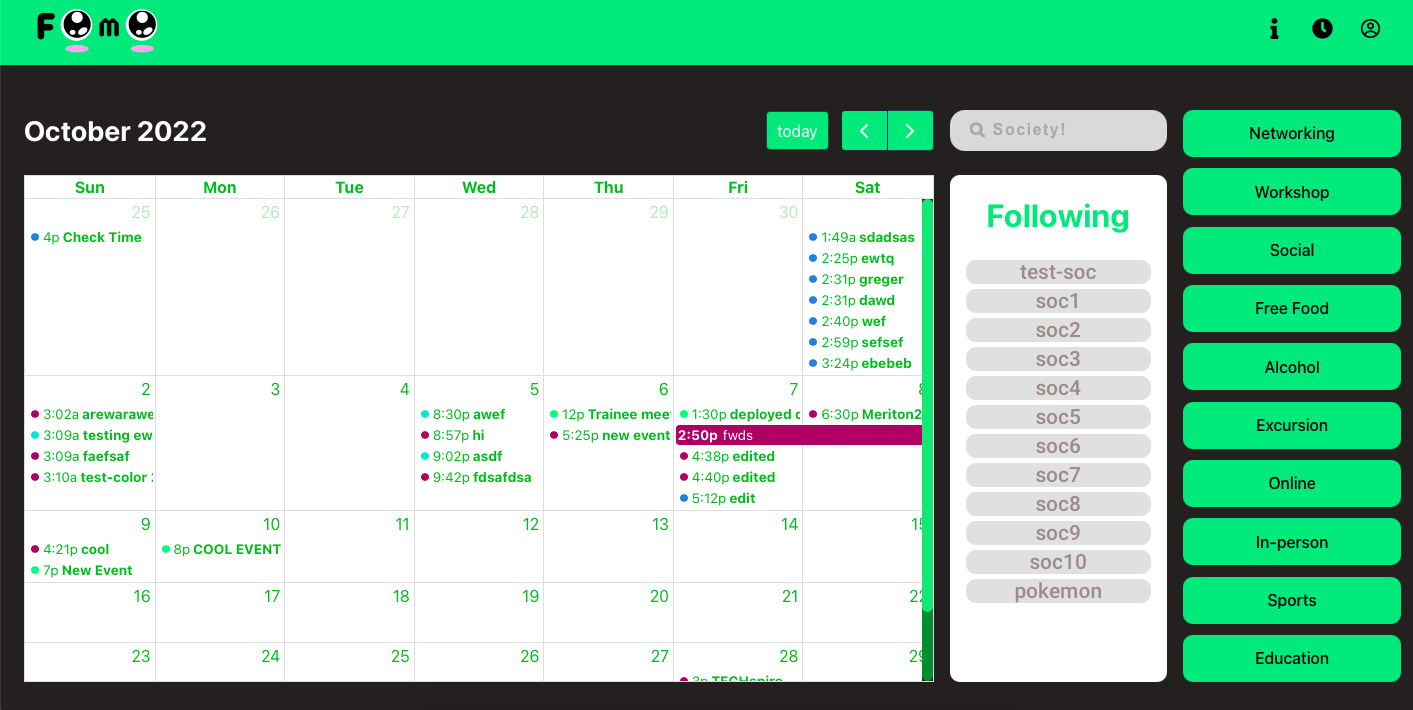 Fomo
October 2022
today
Society!
Sun Mon Tue Wed Thu Fri Sat
25 26 27 28 29 30
4p Check Time
1:49a sdadsas
2:25p ewtq
2:31p greger
2:31p dawd
2:40p wef
2:59p sefsef
3:24p ebebeb
2 3 4 5 6 7 8
3:02a arewarawe
3:09a testing ew
3:09a faefsaf
3:10a test-color
8:30p awef
8:57p hi
9:02p asdf
9:42p fdsafdsa
12p Trainee meet
5:25p new event
1:30p deployed
2:50p fwds
4:38p edited
4:40p edited
5:12p edit
6:30p Meriton2
9 10 11 12 13 14 15
4:21p cool
7p New Event
8p COOL EVENT
16 17 18 19 20 21 22
23 24 25 26 27 28 29
3p TECHspire
Following
test-soc
soc1
soc2
soc3
soc4
soc5
soc6
soc7
soc8
soc9
soc10
pokemon
Networking
Workshop
Social
Free Food
Alcohol
Excursion
Online
In-person
Sports
Education